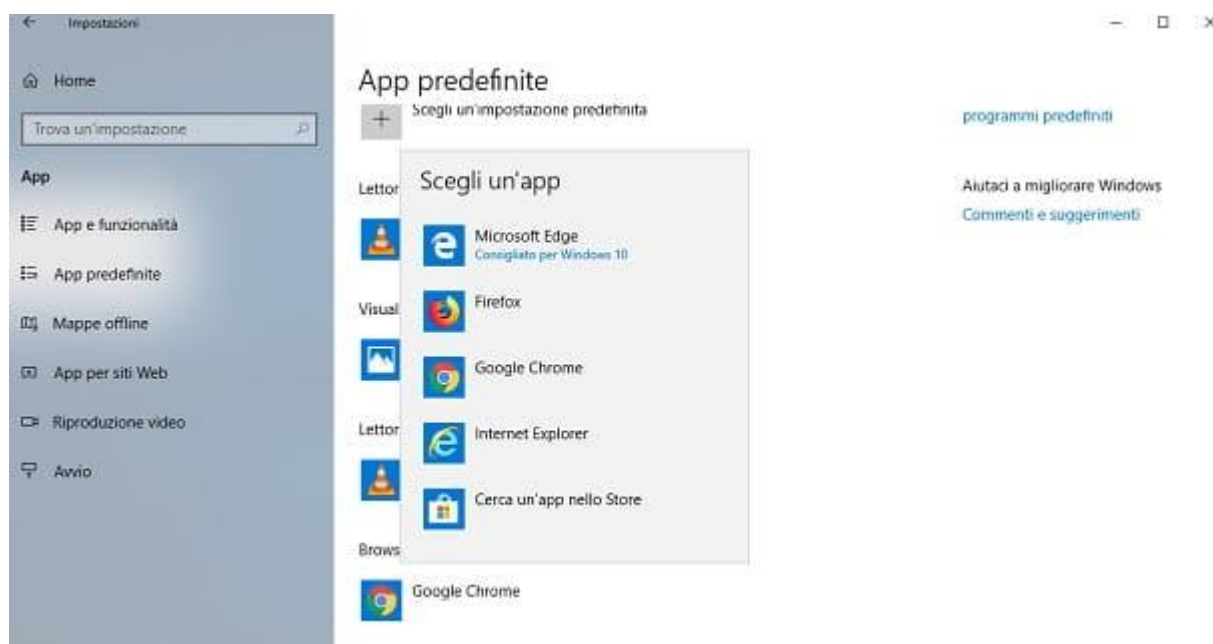 Impostazioni
Home
Trova un'impostazione
App
App e funzionalità
App predefinite
Mappe offline
App per siti Web
Riproduzione video
Avvio
App predefinite
Scegli un'impostazione predefinita
Lettor
Visual
Lettor
Brows
Google Chrome
Scegli un'app
Microsoft Edge
Consigliato per Windows 10
Firefox
Google Chrome
Internet Explorer
Cerca un'app nello Store
programmi predefiniti
Aiutaci a migliorare Windows
Commenti e suggerimenti